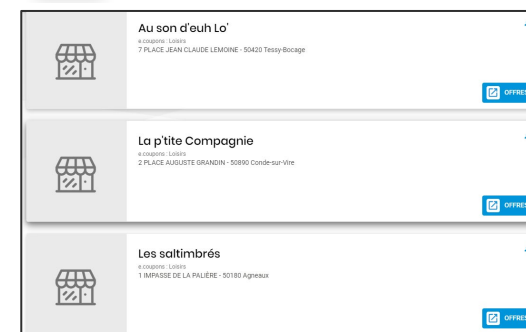 Au son d'euh Lo'
e.coupons : Loisirs
7 PLACE JEAN CLAUDE LEMOINE - 50420 Tessy-Bocage
OFFRES
La p'tite Compagnie
e.coupons : Loisirs
2 PLACE AUGUSTE GRANDIN - 50890 Conde-sur-Vire
OFFRES
Les saltimbrés
e.coupons : Loisirs
1 IMPASSE DE LA PALIÈRE - 50180 Agneaux
OFFRES